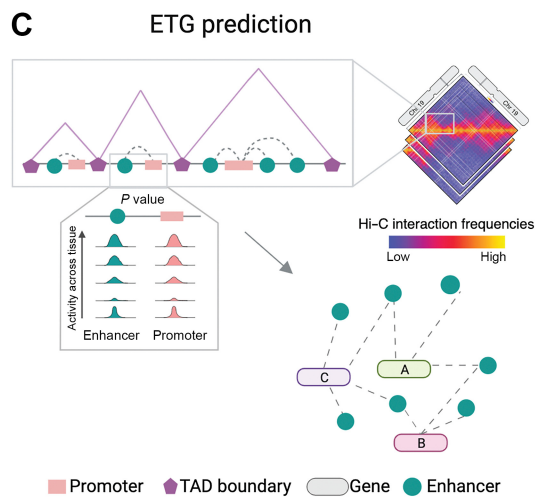 C
ETG prediction
Chr 19
Chr 19
P value
Activity across tissue
Enhancer
Promoter
Hi-C interaction frequencies
Low
High
C
A
B
Promoter
TAD boundary
Gene
Enhancer